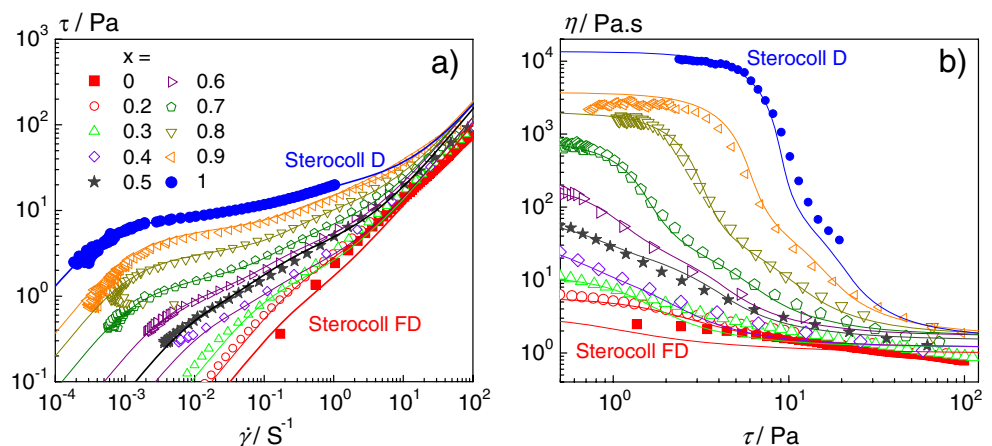 τ / Pa
a)
10³
10²
10¹
10⁰
10⁻¹
x =
0
0.2
0.3
0.4
0.5
0.6
0.7
0.8
0.9
1
Sterocoll D
Sterocoll FD
10⁻⁴ 10⁻³ 10⁻² 10⁻¹ 10⁰ 10¹ 10²
γ̇ / S⁻¹
η / Pa.s
b)
10⁴
10³
10²
10¹
10⁰
Sterocoll D
Sterocoll FD
10⁰ 10¹ 10²
τ / Pa